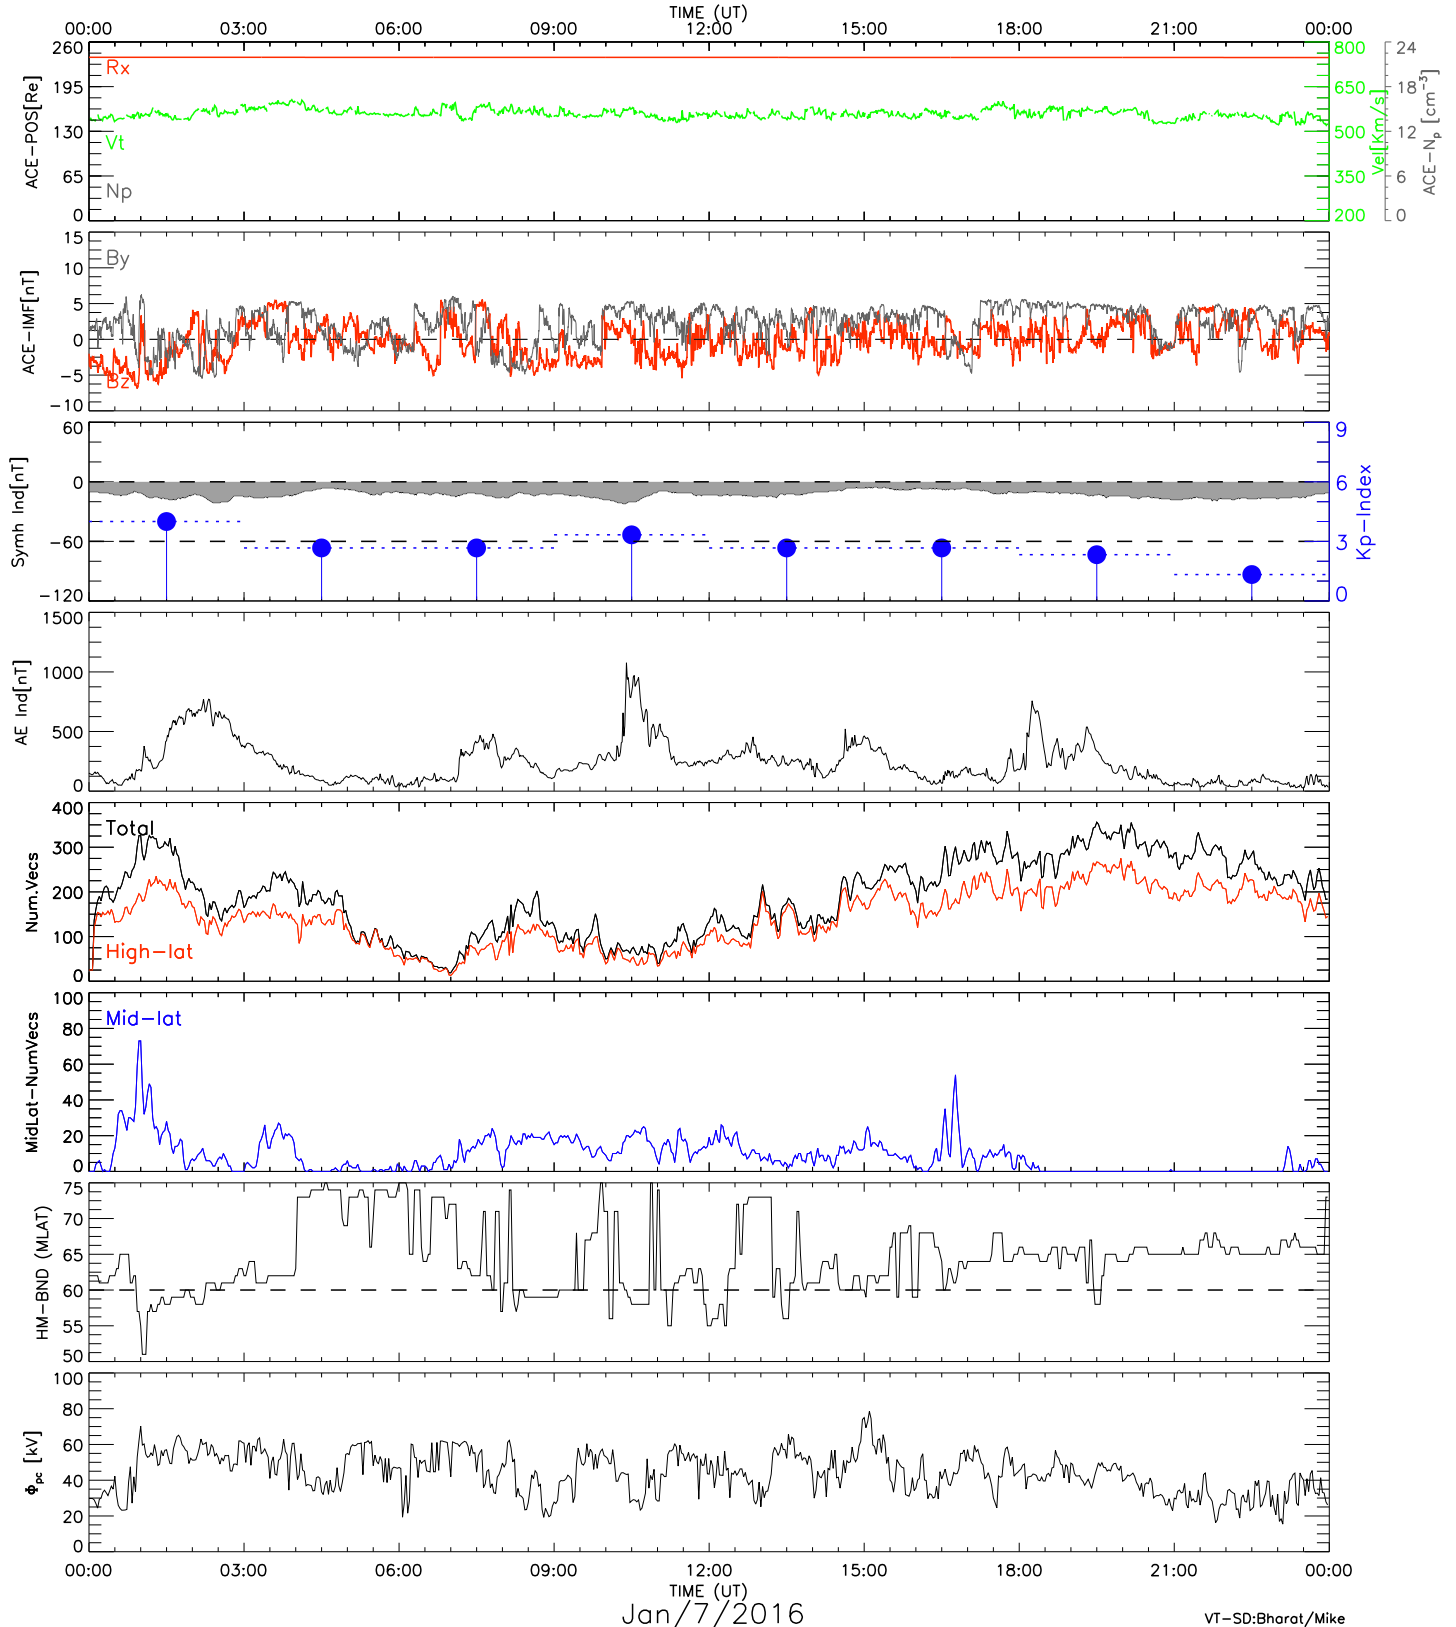 TIME (UT)
00:00 03:00 06:00 09:00 12:00 15:00 18:00 21:00 00:00
260
195
130
65
0
ACE-POS[Re]
Rx
Vt
Np
800
650
500
350
200
Vel[Km/s]
24
18
12
6
0
ACE-Np [cm-3]
15
10
5
0
-5
-10
ACE-IMF[nT]
By
Bz
60
0
-60
-120
Symh Ind[nT]
9
6
3
0
Kp-Index
1500
1000
500
0
AE Ind[nT]
400
300
200
100
0
Num.Vecs
Total
High-lat
100
80
60
40
20
0
MidLat-NumVecs
Mid-lat
75
70
65
60
55
50
HM-BND (MLAT)
100
80
60
40
20
0
Φpc [kV]
00:00 03:00 06:00 09:00 12:00 15:00 18:00 21:00 00:00
TIME (UT)
Jan/7/2016
VT-SD:Bharat/Mike